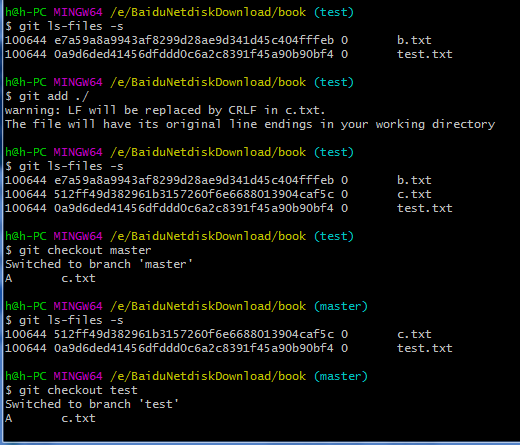 h@h-PC MINGW64 /e/BaiduNetdiskDownload/book (test)
$ git ls-files -s
100644 e7a59a8a9943af8299d28ae9d341d45c404fffeb 0       b.txt
100644 0a9d6ded41456dfddd0c6a2c8391f45a90b90bf4 0       test.txt
h@h-PC MINGW64 /e/BaiduNetdiskDownload/book (test)
$ git add ./
warning: LF will be replaced by CRLF in c.txt.
The file will have its original line endings in your working directory
h@h-PC MINGW64 /e/BaiduNetdiskDownload/book (test)
$ git ls-files -s
100644 e7a59a8a9943af8299d28ae9d341d45c404fffeb 0       b.txt
100644 512ff49d382961b3157260f6e6688013904caf5c 0       c.txt
100644 0a9d6ded41456dfddd0c6a2c8391f45a90b90bf4 0       test.txt
h@h-PC MINGW64 /e/BaiduNetdiskDownload/book (test)
$ git checkout master
Switched to branch 'master'
A       c.txt
h@h-PC MINGW64 /e/BaiduNetdiskDownload/book (master)
$ git ls-files -s
100644 512ff49d382961b3157260f6e6688013904caf5c 0       c.txt
100644 0a9d6ded41456dfddd0c6a2c8391f45a90b90bf4 0       test.txt
h@h-PC MINGW64 /e/BaiduNetdiskDownload/book (master)
$ git checkout test
Switched to branch 'test'
A       c.txt